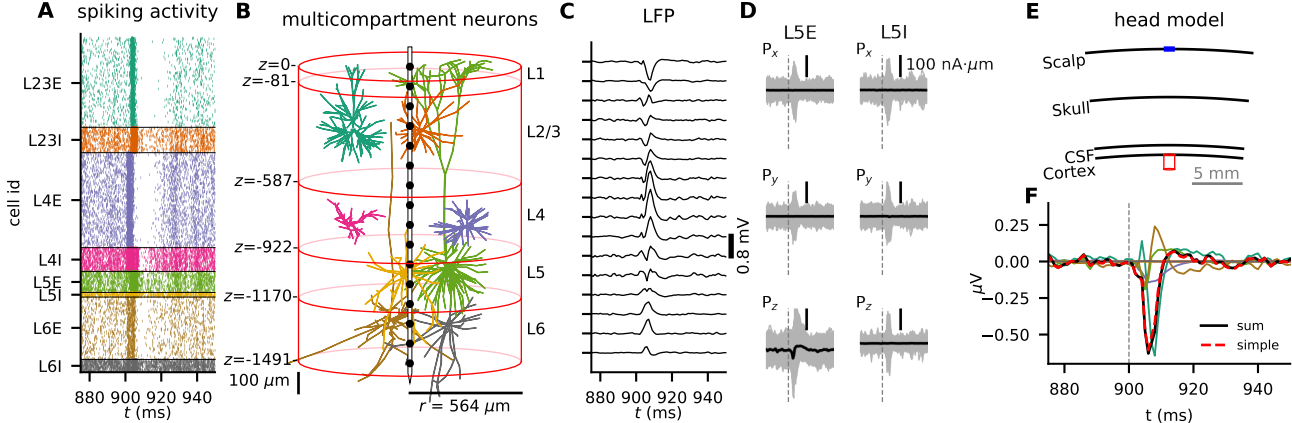 A spiking activity
L23E
L23I
L4E
L4I
L5E
L5I
L6E
L6I
cell id
880 900 920 940
t (ms)
B multicompartment neurons
z=0
z=-81
z=-587
z=-922
z=-1170
z=-1491
L1
L2/3
L4
L5
L6
100 μm
r = 564 μm
C LFP
0.8 mV
880 900 920 940
t (ms)
D L5E L5I
Px Px
100 nA·μm
Py Py
Pz Pz
E head model
Scalp
Skull
CSF
Cortex
5 mm
F
0.25
0.00
−0.25
−0.50
μV
sum
simple
880 900 920 940
t (ms)